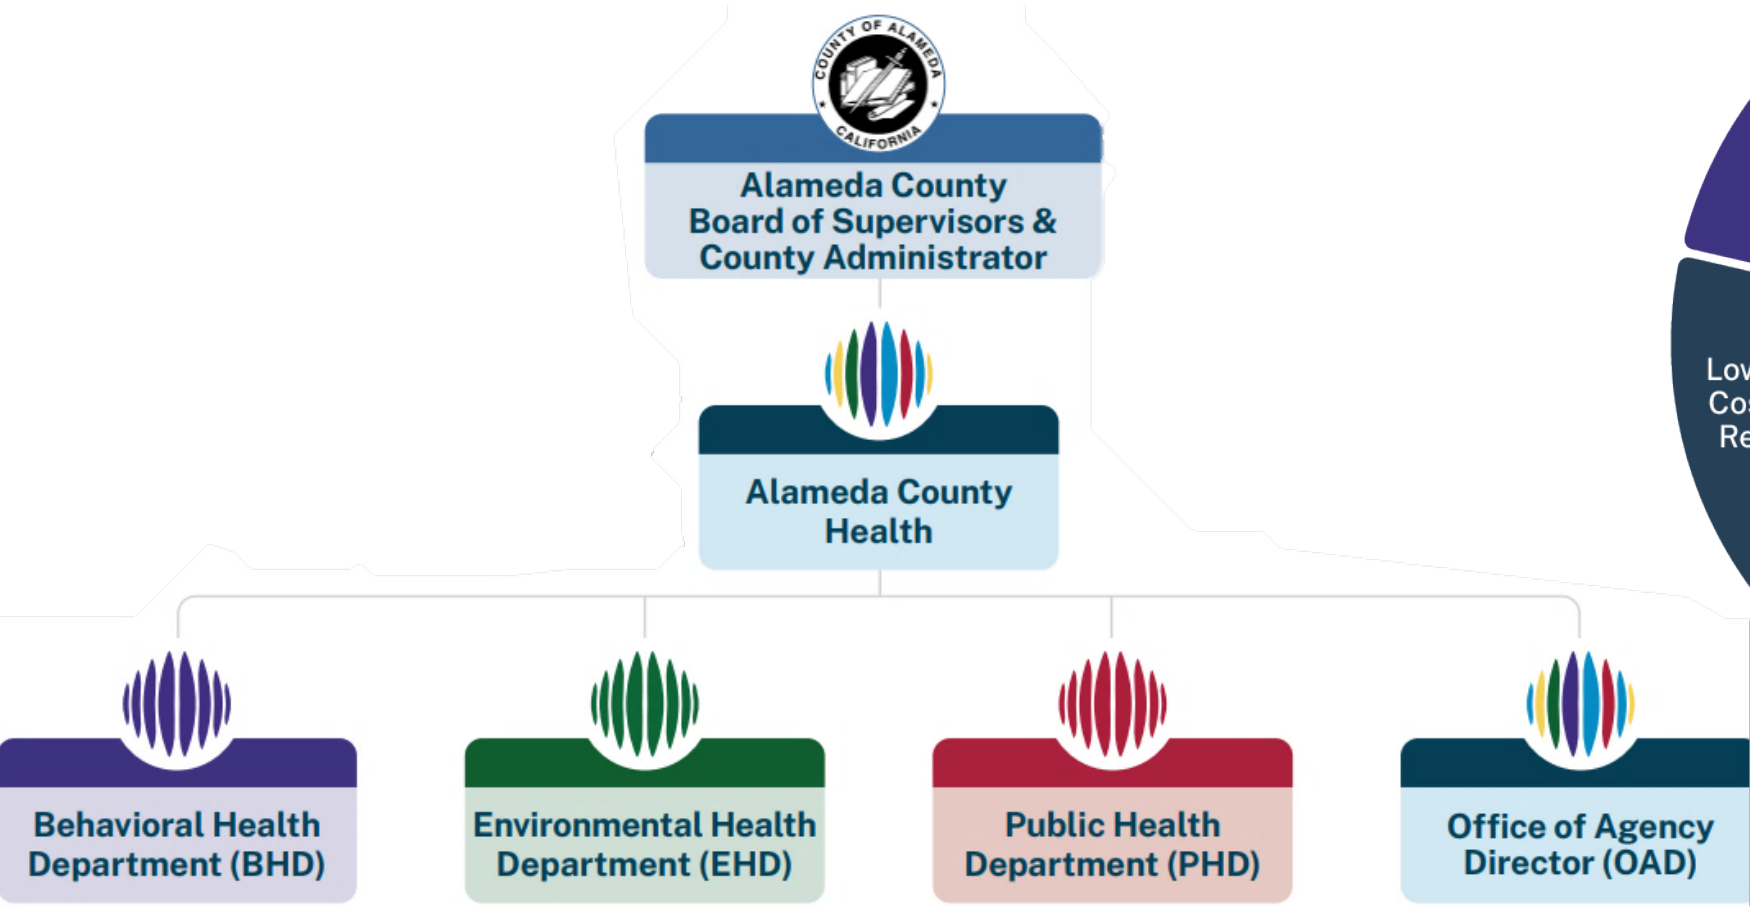 COUNTY OF ALAMEDA
CALIFORNIA
Alameda County
Board of Supervisors &
County Administrator
Alameda County
Health
Behavioral Health
Department (BHD)
Environmental Health
Department (EHD)
Public Health
Department (PHD)
Office of Agency
Director (OAD)